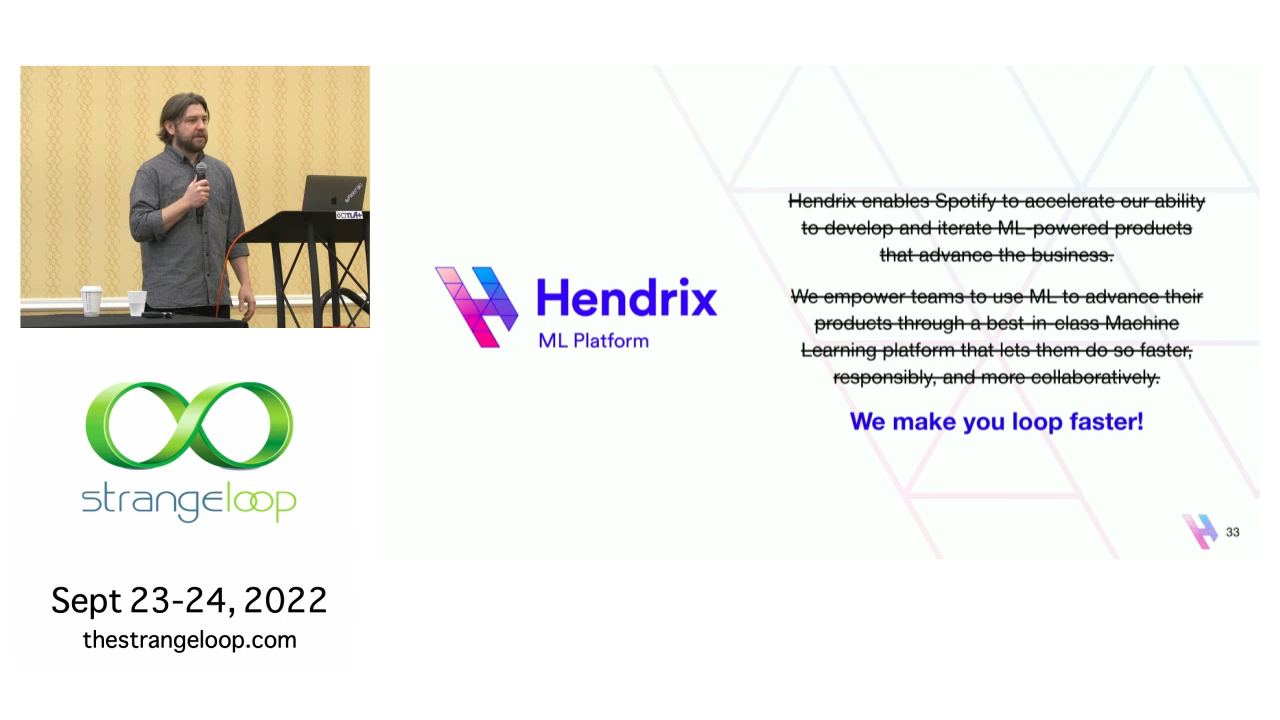 strangeloop
Sept 23-24, 2022
thestrangeloop.com
Hendrix
ML Platform
Hendrix enables Spotify to accelerate our ability
to develop and iterate ML-powered products
that advance the business.
We empower teams to use ML to advance their
products through a best-in-class Machine
Learning platform that lets them do so faster,
responsibly, and more collaboratively.
We make you loop faster!
33